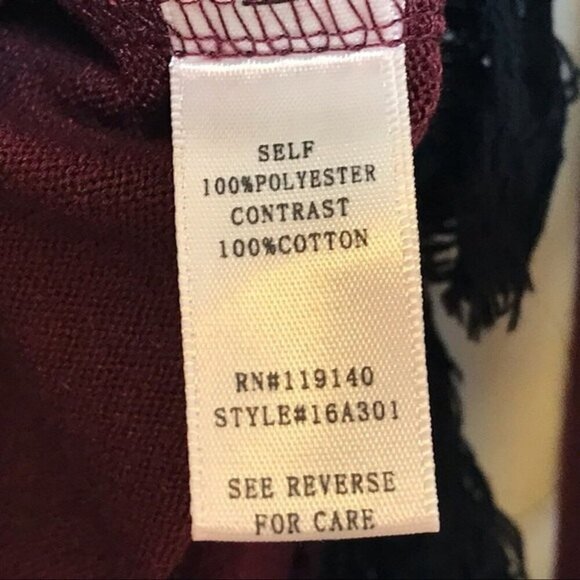 SELF
100%POLYESTER
CONTRAST
100%COTTON
RN#119140
STYLE#16A301
SEE REVERSE
FOR CARE